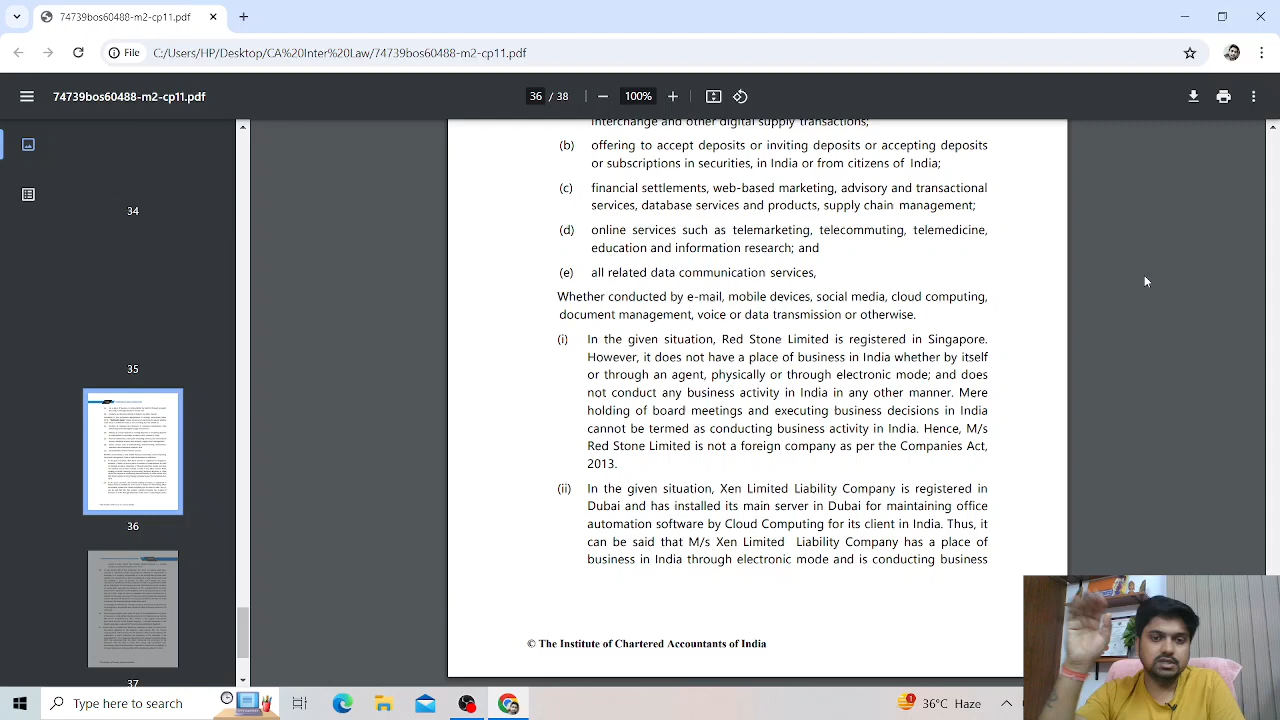 74739bos60488-m2-cp11.pdf
File
C:/Users/HP/Desktop/CA%20Inter%20Law/74739bos60488-m2-cp11.pdf
74739bos60488-m2-cp11.pdf
36 / 38
100%
interchange and other digital supply transactions;
(b) offering to accept deposits or inviting deposits or accepting deposits
or subscriptions in securities, in India or from citizens of India;
(c) financial settlements, web-based marketing, advisory and transactional
services, database services and products, supply chain management;
(d) online services such as telemarketing, telecommuting, telemedicine,
education and information research; and
(e) all related data communication services,
Whether conducted by e-mail, mobile devices, social media, cloud computing,
document management, voice or data transmission or otherwise.
(i) In the given situation, Red Stone Limited is registered in Singapore.
However, it does not have a place of business in India whether by itself
or through an agent, physically or through electronic mode; and does
not conduct any business activity in India in any other manner. Mere
holding of board meetings and executing business decisions in India
cannot be termed as conducting business activity in India. Hence, M/s
Red Stone Limited is not a foreign company as per the Companies Act,
2013.
(ii) In the given situation, Xen Limited Liability Company is registered in
Dubai and has installed its main server in Dubai for maintaining office
automation software by Cloud Computing for its client in India. Thus, it
can be said that M/s Xen Limited Liability Company has a place of
business in India through electronic mode and is conducting business
© The Institute of Chartered Accountants of India
34
35
36
37
Type here to search
36°C Haze